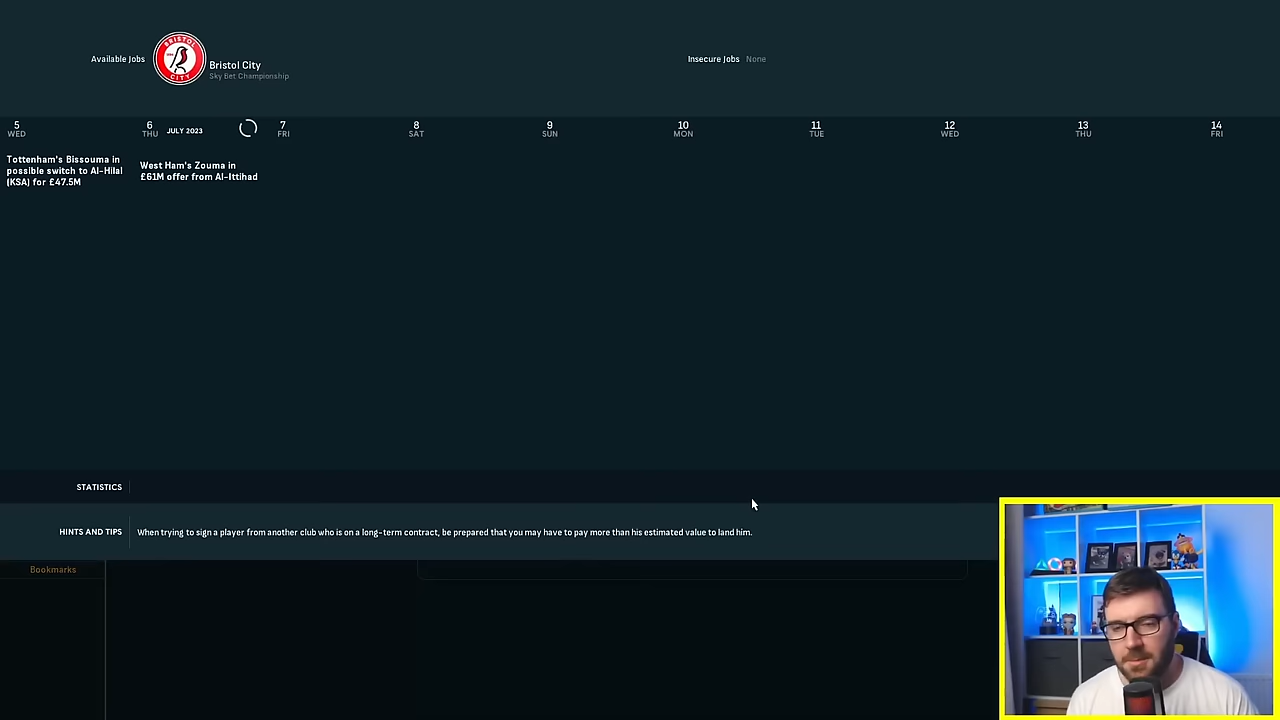 Available Jobs
BRISTOL
CITY
Bristol City
Sky Bet Championship
Insecure Jobs None
5
WED
6
THU
JULY 2023
7
FRI
8
SAT
9
SUN
10
MON
11
TUE
12
WED
13
THU
14
FRI
Tottenham's Bissouma in
possible switch to Al-Hilal
(KSA) for £47.5M
West Ham's Zouma in
£61M offer from Al-Ittihad
STATISTICS
HINTS AND TIPS
When trying to sign a player from another club who is on a long-term contract, be prepared that you may have to pay more than his estimated value to land him.
Bookmarks